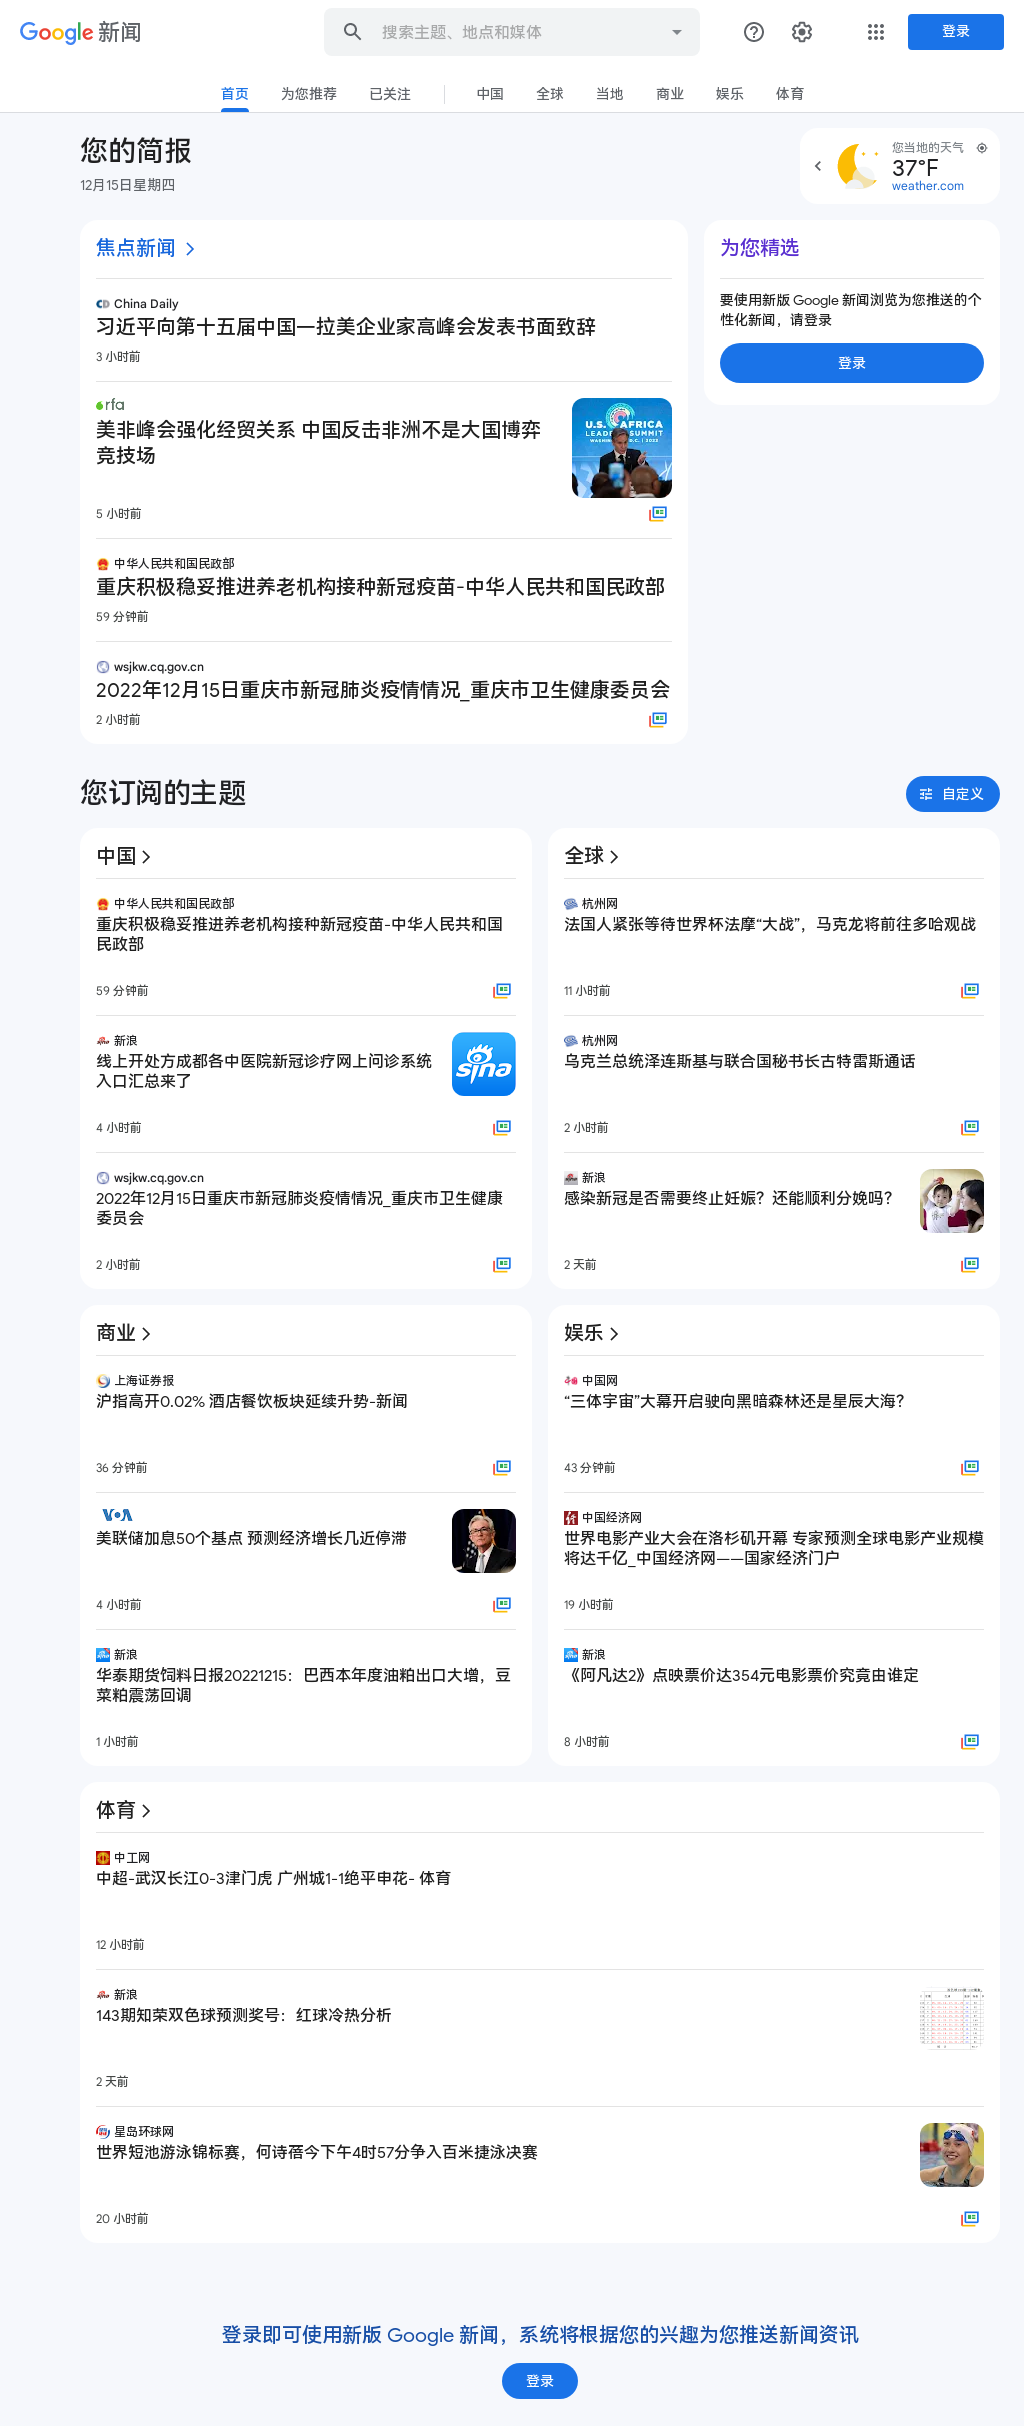 Google 新闻
搜索主题、地点和媒体
登录
首页 为您推荐 已关注 中国 全球 当地 商业 娱乐 体育
您的简报
12月15日星期四
您当地的天气
37°F
weather.com
焦点新闻
China Daily
习近平向第十五届中国—拉美企业家高峰会发表书面致辞
3 小时前
rfa
美非峰会强化经贸关系 中国反击非洲不是大国博弈
竞技场
U.S. AFRICA
LEADERS SUMMIT
WASHINGTON, D.C. | 2022
5 小时前
中华人民共和国民政部
重庆积极稳妥推进养老机构接种新冠疫苗-中华人民共和国民政部
59 分钟前
wsjkw.cq.gov.cn
2022年12月15日重庆市新冠肺炎疫情情况_重庆市卫生健康委员会
2 小时前
为您精选
要使用新版 Google 新闻浏览为您推送的个
性化新闻，请登录
登录
您订阅的主题
自定义
中国
中华人民共和国民政部
重庆积极稳妥推进养老机构接种新冠疫苗-中华人民共和国
民政部
59 分钟前
新浪
线上开处方成都各中医院新冠诊疗网上问诊系统
入口汇总来了
sina
4 小时前
wsjkw.cq.gov.cn
2022年12月15日重庆市新冠肺炎疫情情况_重庆市卫生健康
委员会
2 小时前
全球
杭州网
法国人紧张等待世界杯法摩“大战”，马克龙将前往多哈观战
11 小时前
杭州网
乌克兰总统泽连斯基与联合国秘书长古特雷斯通话
2 小时前
新浪
感染新冠是否需要终止妊娠？还能顺利分娩吗？
2 天前
商业
上海证券报
沪指高开0.02% 酒店餐饮板块延续升势-新闻
36 分钟前
VOA
美联储加息50个基点 预测经济增长几近停滞
4 小时前
新浪
华泰期货饲料日报20221215：巴西本年度油粕出口大增，豆
菜粕震荡回调
1 小时前
娱乐
中国网
“三体宇宙”大幕开启驶向黑暗森林还是星辰大海？
43 分钟前
中国经济网
世界电影产业大会在洛杉矶开幕 专家预测全球电影产业规模
将达千亿_中国经济网——国家经济门户
19 小时前
新浪
《阿凡达2》点映票价达354元电影票价究竟由谁定
8 小时前
体育
中工网
中超-武汉长江0-3津门虎 广州城1-1绝平申花- 体育
12 小时前
新浪
143期知荣双色球预测奖号：红球冷热分析
2 天前
星岛环球网
世界短池游泳锦标赛，何诗蓓今下午4时57分争入百米捷泳决赛
20 小时前
登录即可使用新版 Google 新闻，系统将根据您的兴趣为您推送新闻资讯
登录